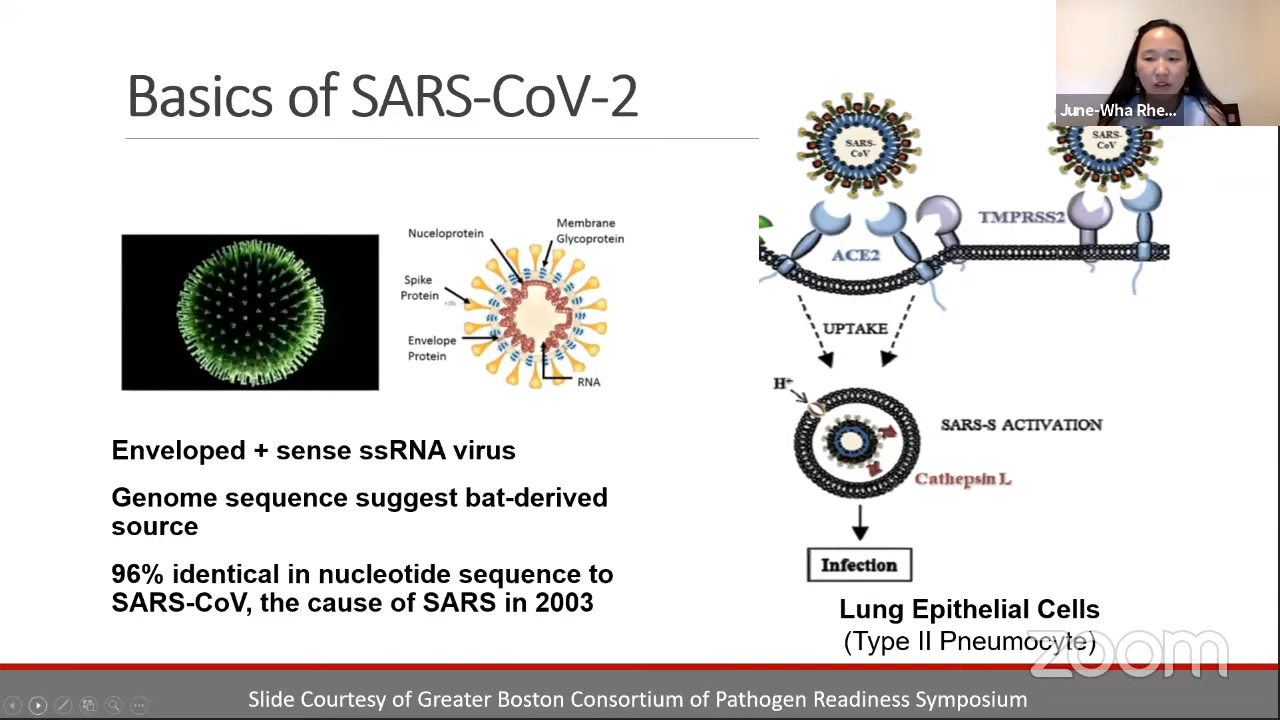 June-Wha Rhe...
Basics of SARS-CoV-2
SARS-
CoV
SARS-
CoV
TMPRSS2
ACE2
Nuceloprotein
Membrane
Glycoprotein
Spike
Protein
Envelope
Protein
RNA
UPTAKE
H+
SARS-S ACTIVATION
Cathepsin L
Infection
Enveloped + sense ssRNA virus
Genome sequence suggest bat-derived
source
96% identical in nucleotide sequence to
SARS-CoV, the cause of SARS in 2003
Lung Epithelial Cells
(Type II Pneumocyte)
zoom
Slide Courtesy of Greater Boston Consortium of Pathogen Readiness Symposium